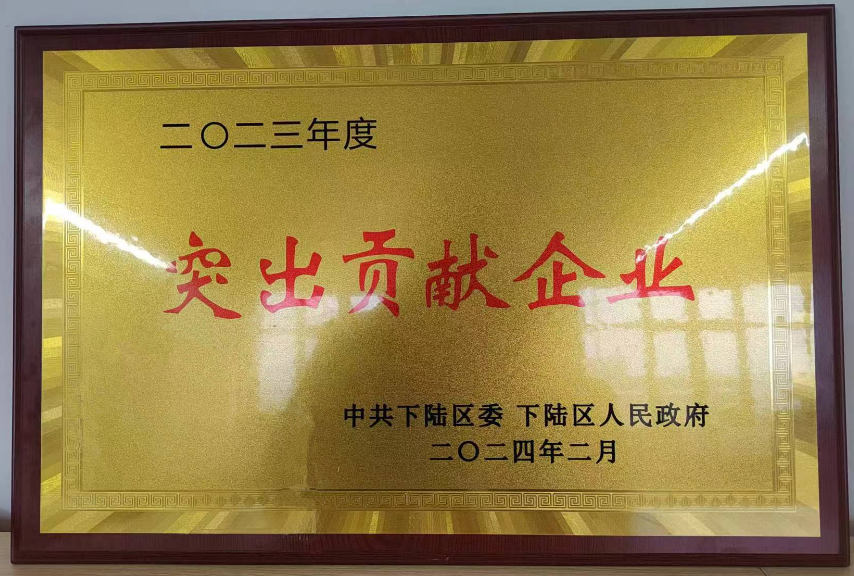 二〇二三年度
突出贡献企业
中共下陆区委 下陆区人民政府
二〇二四年二月